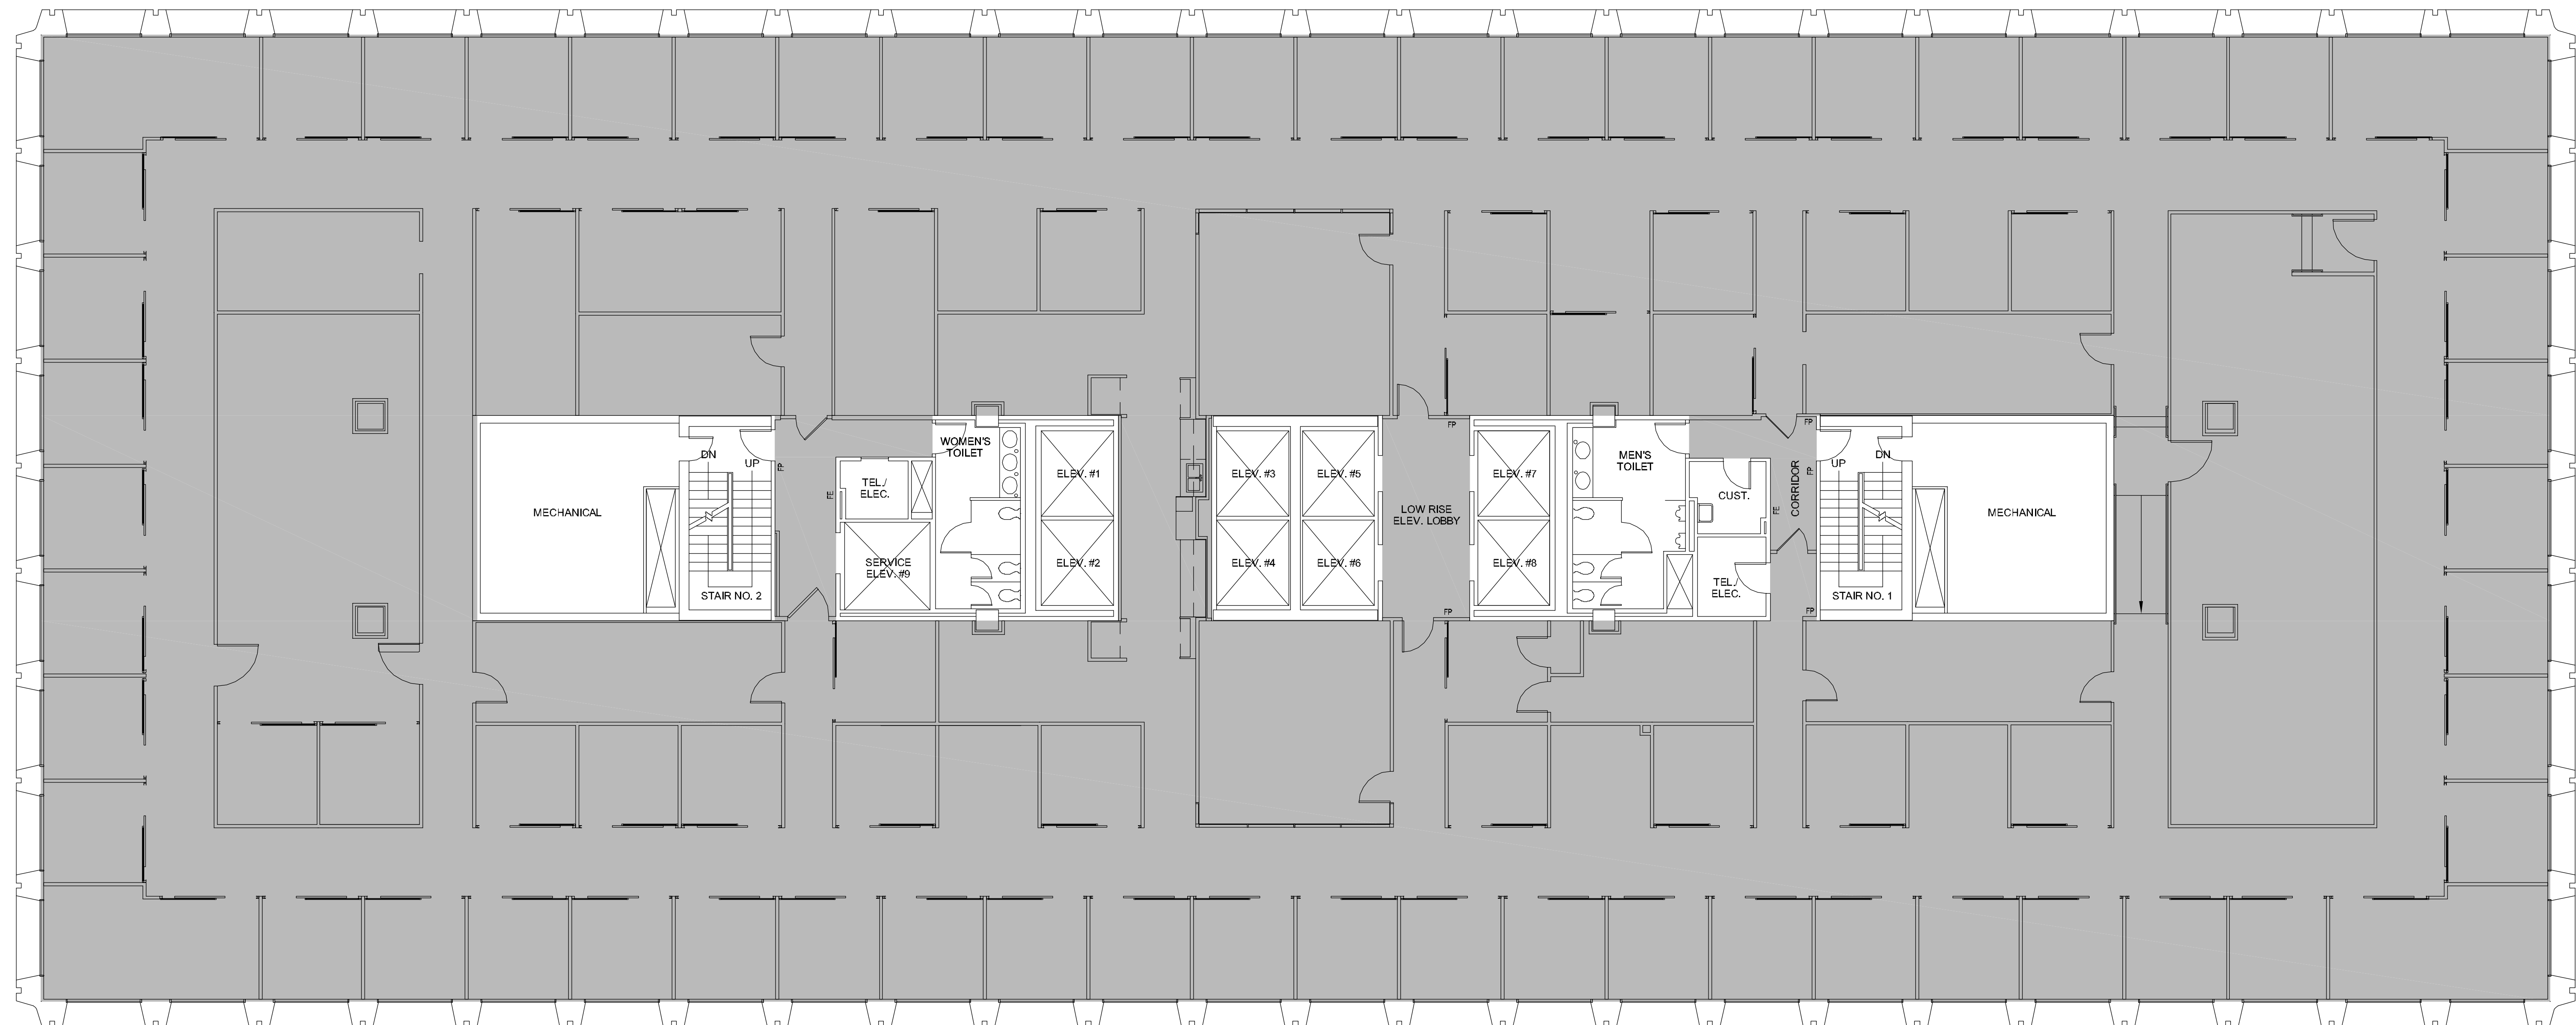 FP
FP
WOMEN'S
TOILET
DN
UP
FP
TEL./
ELEC.
FE
MECHANICAL
STAIR NO. 2
SERVICE
ELEV. #9
ELEV. #1
ELEV. #2
ELEV. #3
ELEV. #5
ELEV. #4
ELEV. #6
LOW RISE
ELEV. LOBBY
FP
ELEV. #7
ELEV. #8
MEN'S
TOILET
CUST.
FE
CORRIDOR
FP
TEL./
ELEC.
FP
UP
DN
STAIR NO. 1
MECHANICAL